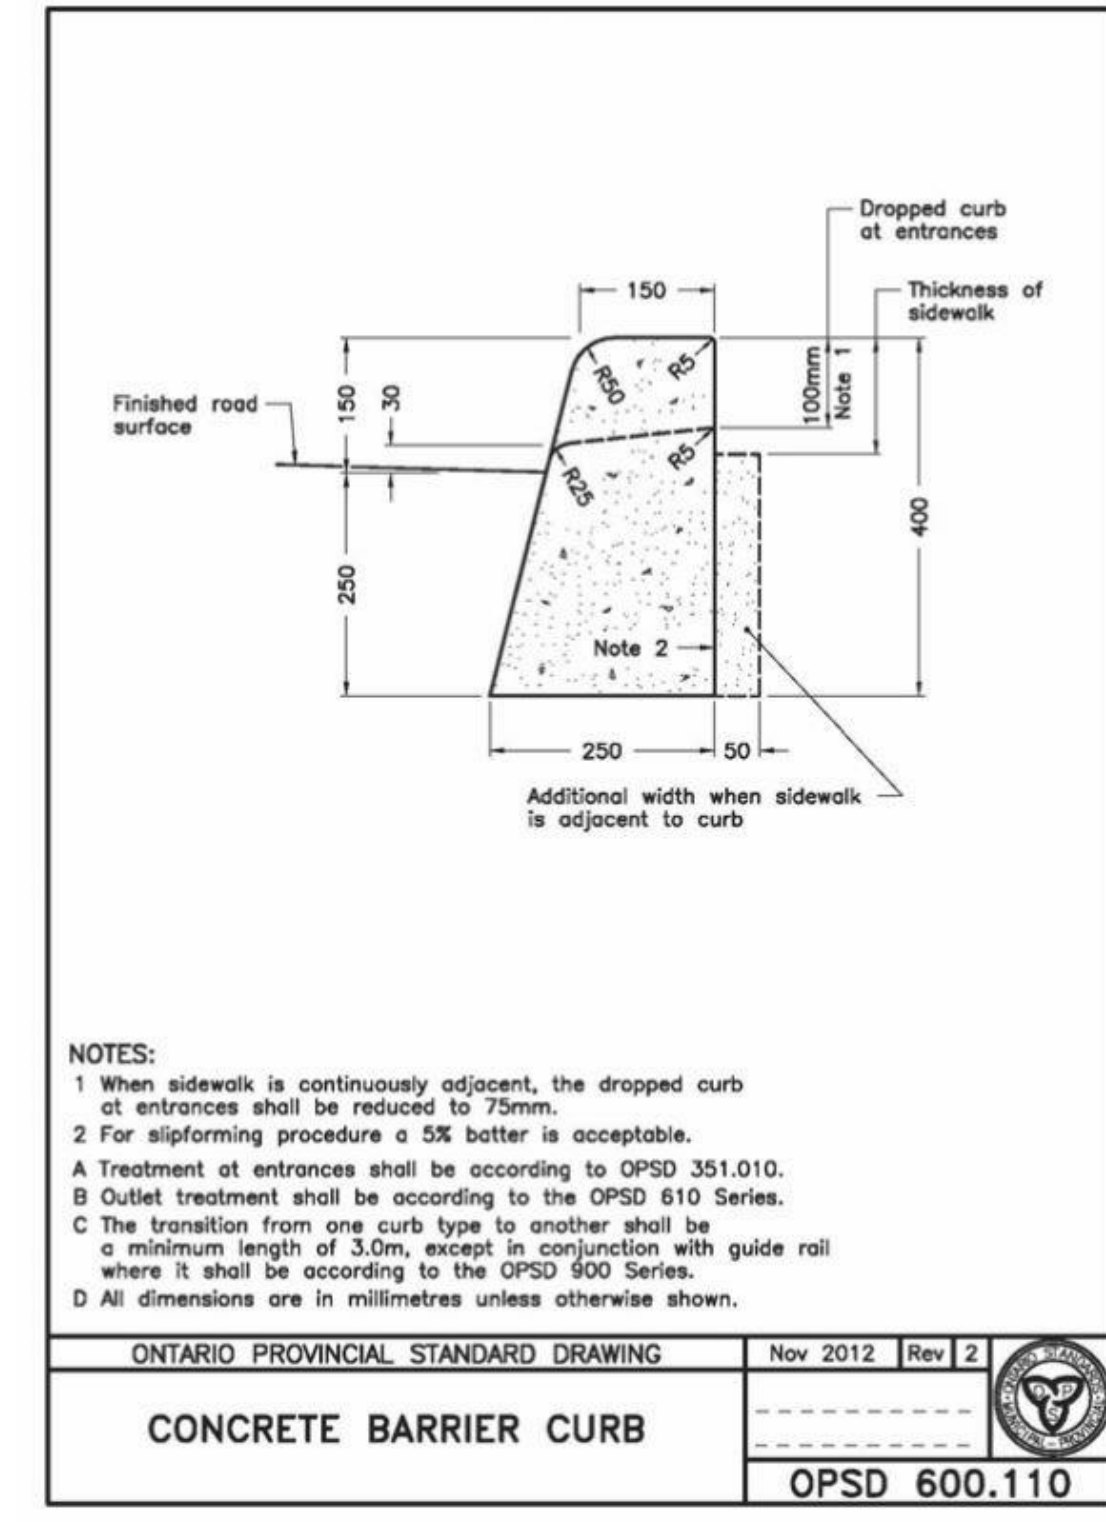 Dropped curb
at entrances
150
Thickness of
sidewalk
Finished road
surface
150
30
R50
R5
100mm
Note 1
R25
R5
400
250
Note 2
250
50
Additional width when sidewalk
is adjacent to curb
NOTES:
1 When sidewalk is continuously adjacent, the dropped curb
at entrances shall be reduced to 75mm.
2 For slipforming procedure a 5% batter is acceptable.
A Treatment at entrances shall be according to OPSD 351.010.
B Outlet treatment shall be according to the OPSD 610 Series.
C The transition from one curb type to another shall be
a minimum length of 3.0m, except in conjunction with guide rail
where it shall be according to the OPSD 900 Series.
D All dimensions are in millimetres unless otherwise shown.
ONTARIO PROVINCIAL STANDARD DRAWING
Nov 2012
Rev 2
CONCRETE BARRIER CURB
ONTARIO STANDARDS
MUNICIPAL - PROVINCIAL
OPS
OPSD 600.110